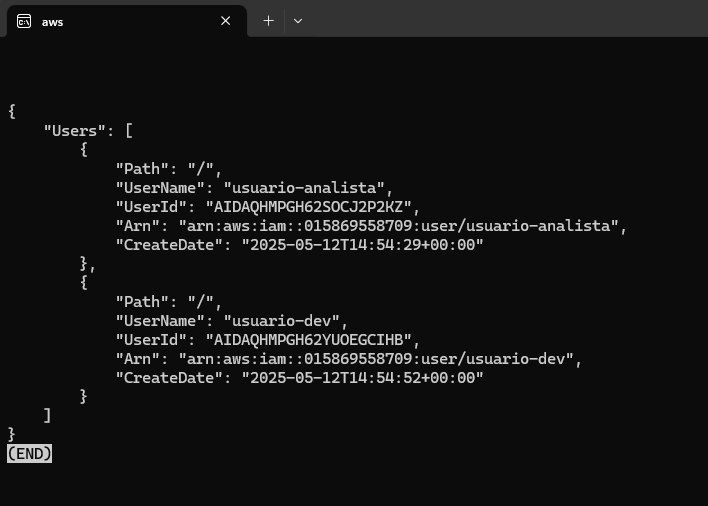 aws
{
    "Users": [
        {
            "Path": "/",
            "UserName": "usuario-analista",
            "UserId": "AIDAQHMPGH62SOCJ2P2KZ",
            "Arn": "arn:aws:iam::015869558709:user/usuario-analista",
            "CreateDate": "2025-05-12T14:54:29+00:00"
        },
        {
            "Path": "/",
            "UserName": "usuario-dev",
            "UserId": "AIDAQHMPGH62YUOEGCIHB",
            "Arn": "arn:aws:iam::015869558709:user/usuario-dev",
            "CreateDate": "2025-05-12T14:54:52+00:00"
        }
    ]
}
(END)